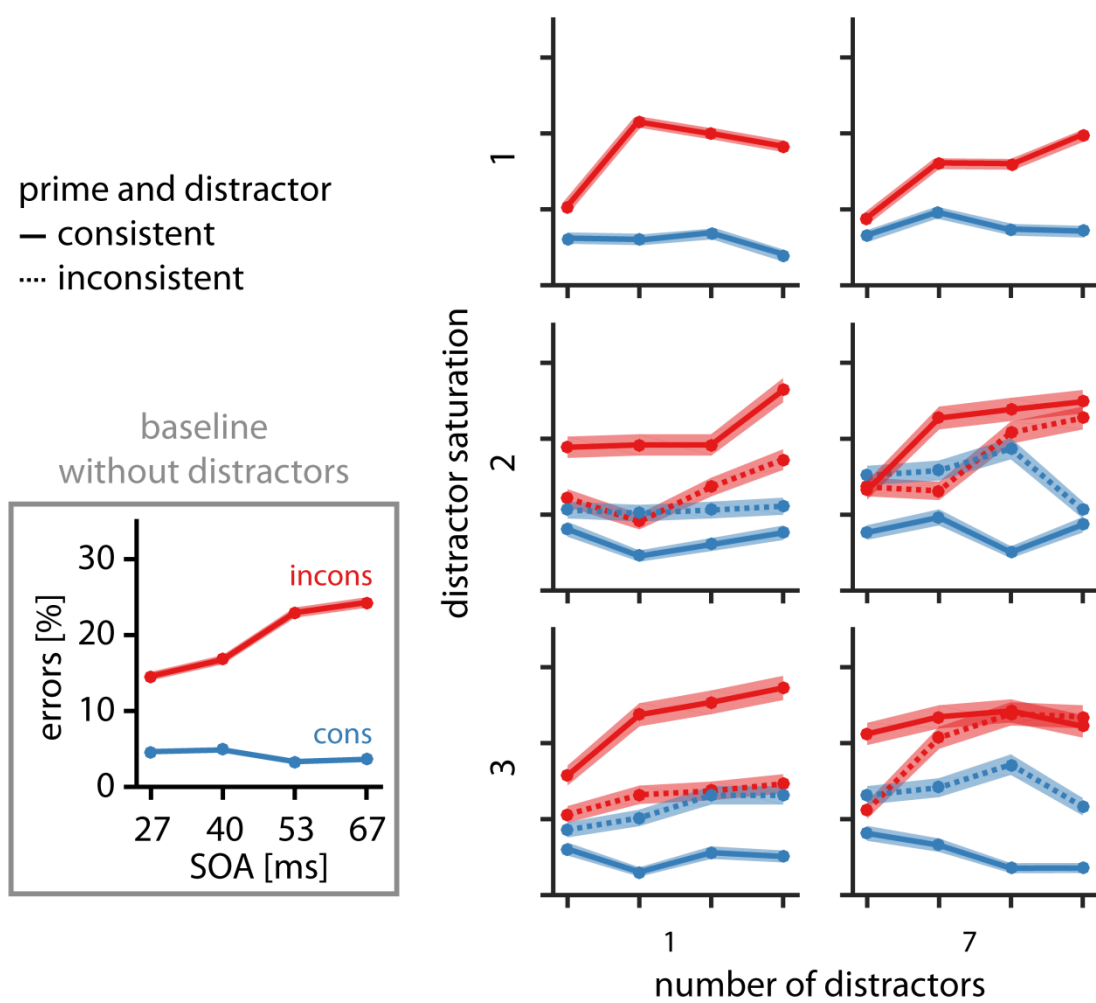 prime and distractor
consistent
inconsistent
baseline
without distractors
errors [%]
30
20
10
0
incons
cons
27 40 53 67
SOA [ms]
distractor saturation
1
2
3
1 7
number of distractors